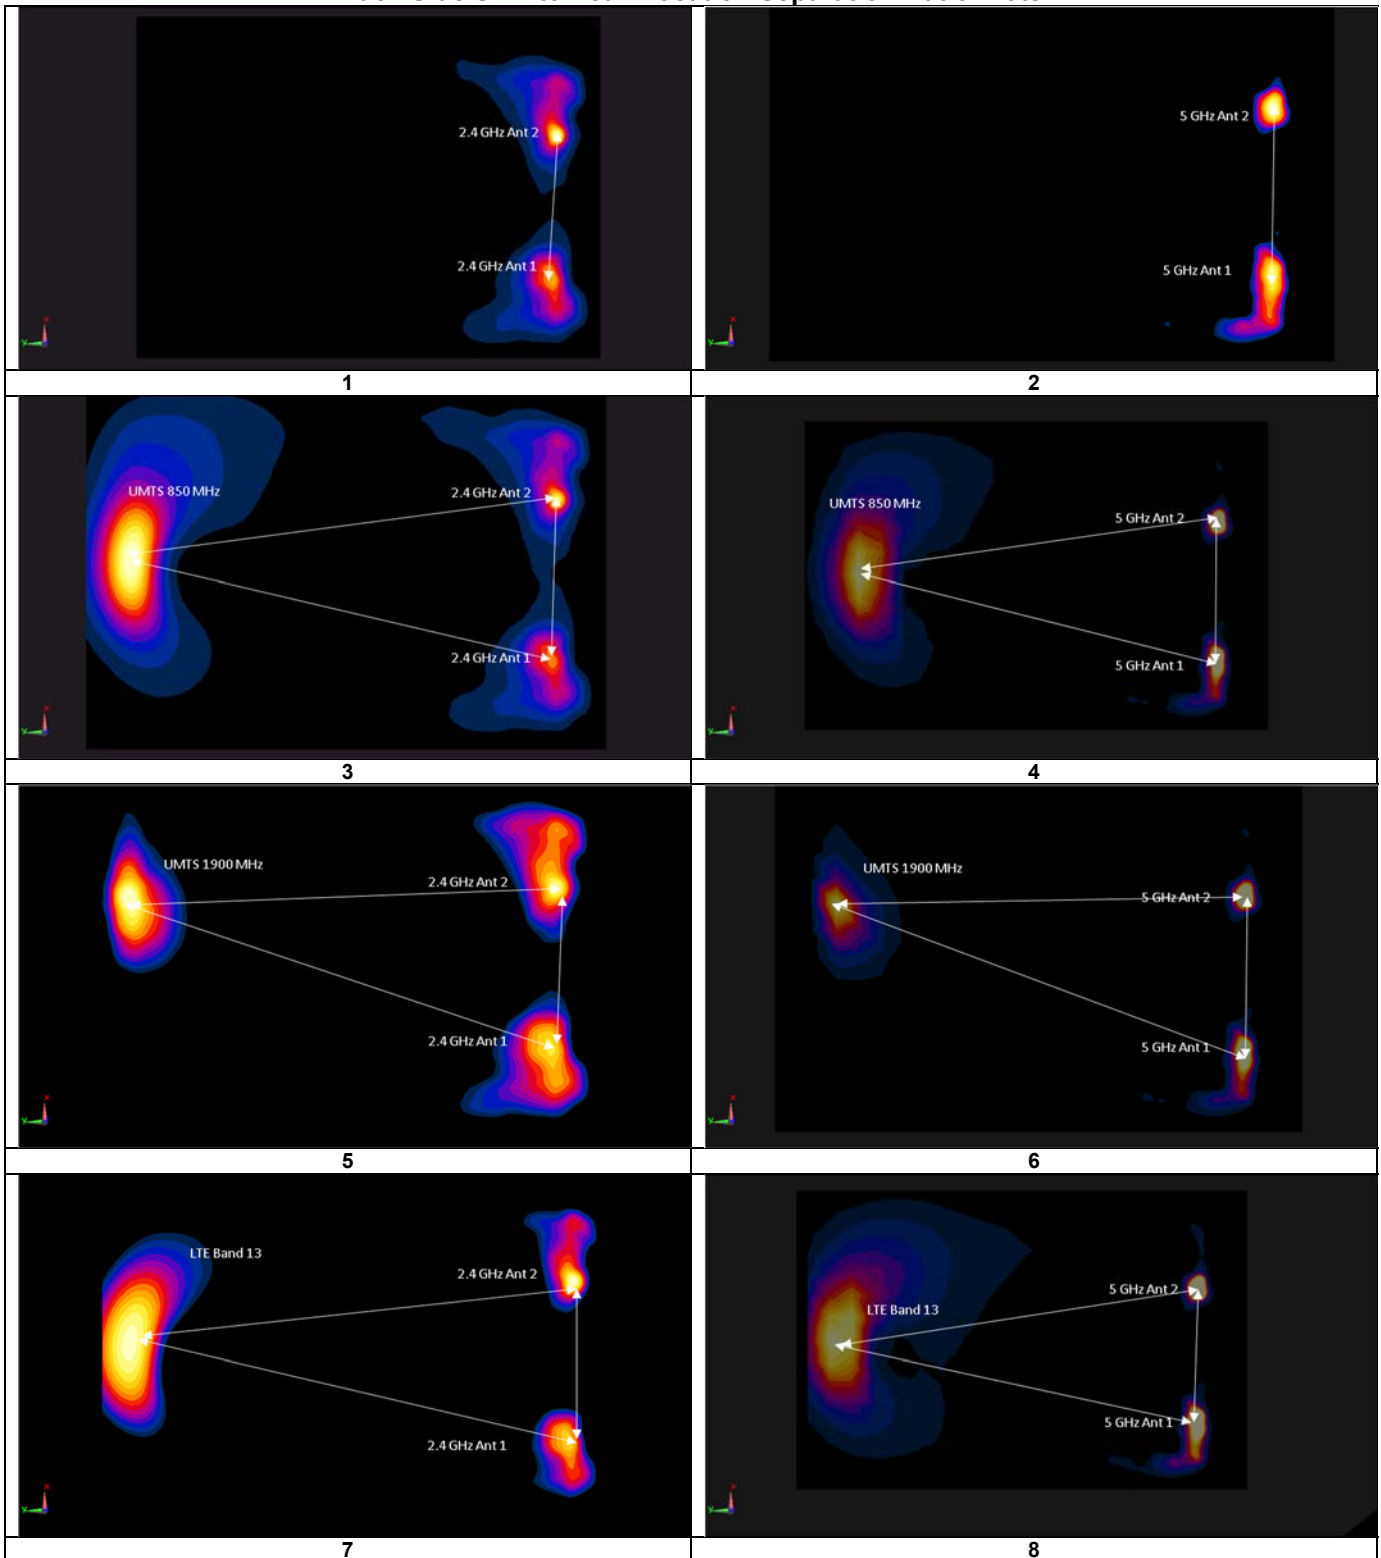 2.4 GHz Ant 2
2.4 GHz Ant 1
5 GHz Ant 2
5 GHz Ant 1
1
2
UMTS 850 MHz
2.4 GHz Ant 2
2.4 GHz Ant 1
UMTS 850 MHz
5 GHz Ant 2
5 GHz Ant 1
3
4
UMTS 1900 MHz
2.4 GHz Ant 2
2.4 GHz Ant 1
UMTS 1900 MHz
5 GHz Ant 2
5 GHz Ant 1
5
6
LTE Band 13
2.4 GHz Ant 2
2.4 GHz Ant 1
LTE Band 13
5 GHz Ant 2
5 GHz Ant 1
7
8